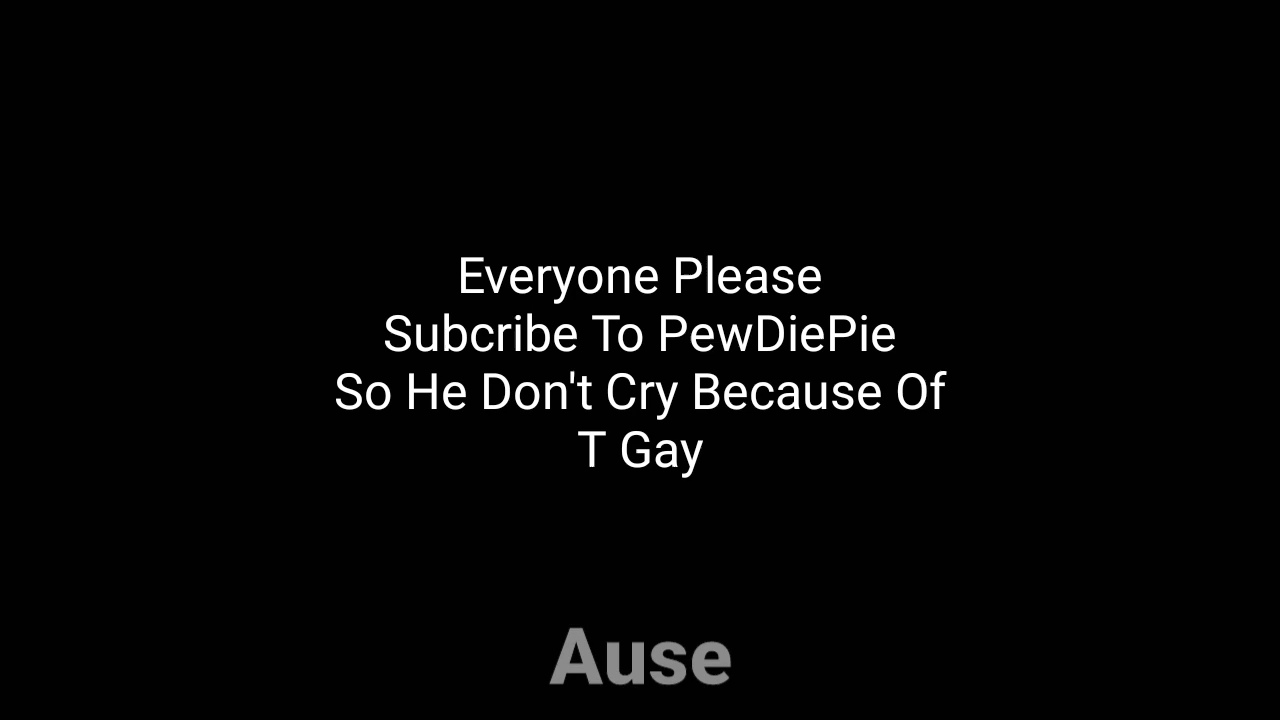 Everyone Please
Subcribe To PewDiePie
So He Don't Cry Because Of
T Gay
Ause